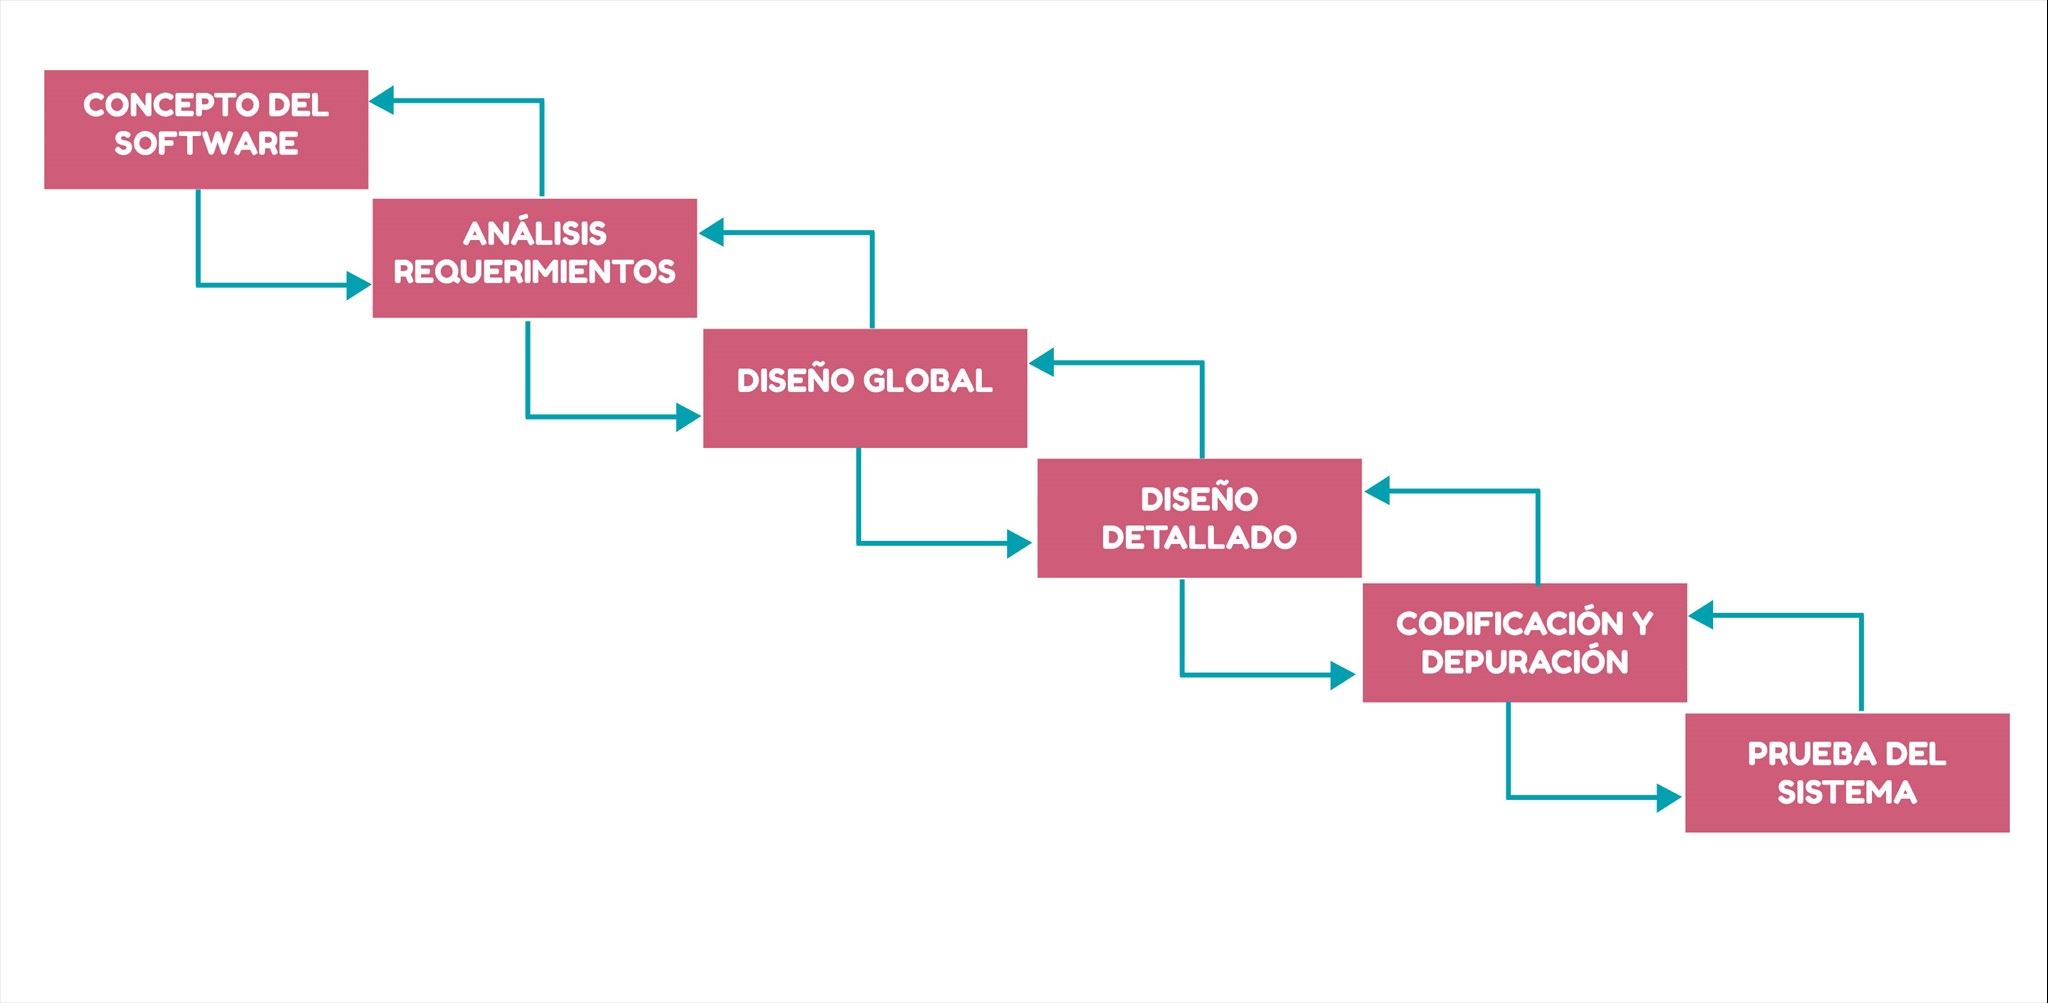 CONCEPTO DEL
SOFTWARE
ANÁLISIS
REQUERIMIENTOS
DISEÑO GLOBAL
DISEÑO
DETALLADO
CODIFICACIÓN Y
DEPURACIÓN
PRUEBA DEL
SISTEMA